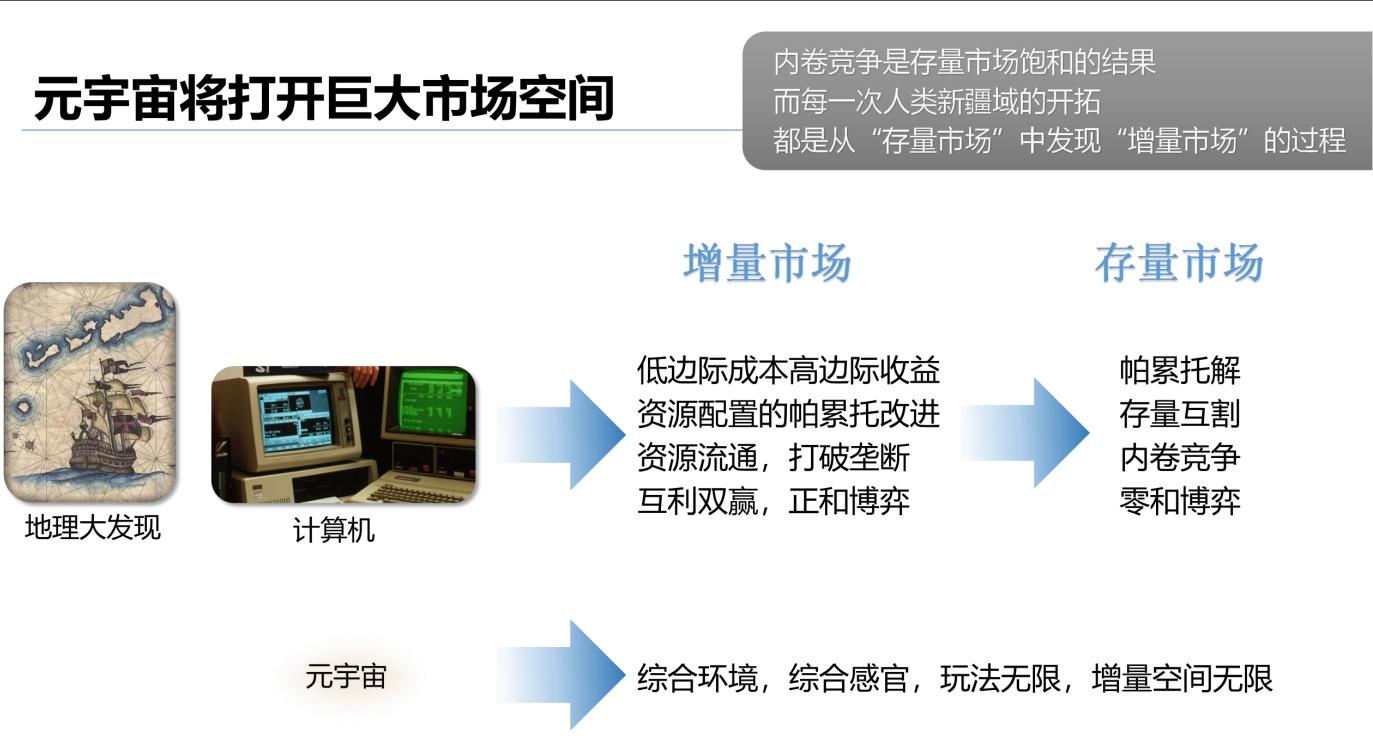 元宇宙将打开巨大市场空间
内卷竞争是存量市场饱和的结果
而每一次人类新疆域的开拓
都是从“存量市场”中发现“增量市场”的过程
增量市场
存量市场
地理大发现
计算机
低边际成本高边际收益
资源配置的帕累托改进
资源流通，打破垄断
互利双赢，正和博弈
帕累托解
存量互割
内卷竞争
零和博弈
元宇宙
综合环境，综合感官，玩法无限，增量空间无限